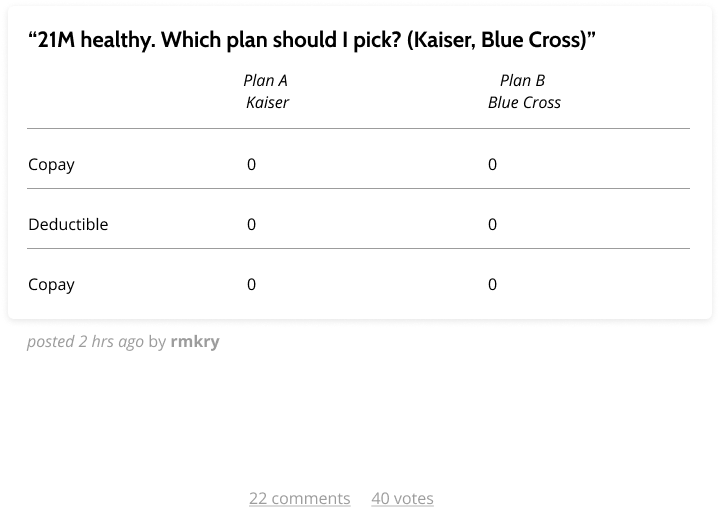 “21M healthy. Which plan should I pick? (Kaiser, Blue Cross)”
Plan A Plan B
Kaiser Blue Cross
Copay 0 0
Deductible 0 0
Copay 0 0
posted 2 hrs ago by rmkry
22 comments 40 votes